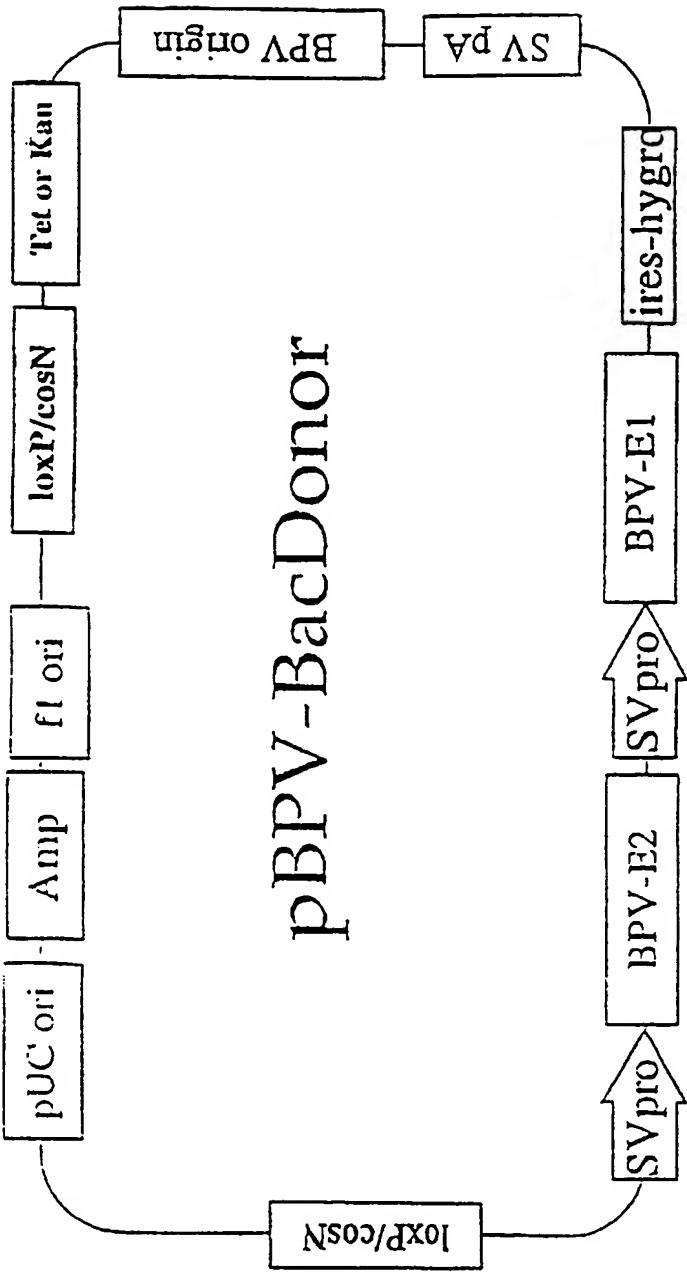 pUC ori
Amp
f1 ori
loxP/cosN
Tet or Kan
BPV origin
SV pA
ires-hygro
BPV-E1
SVpro
BPV-E2
SVpro
loxP/cosN
pBPV-BacDonor